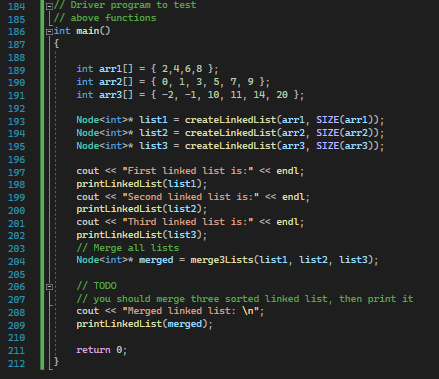 184 // Driver program to test
185 // above functions
186 int main()
187 {
188
189 int arr1[] = { 2,4,6,8 };
190 int arr2[] = { 0, 1, 3, 5, 7, 9 };
191 int arr3[] = { -2, -1, 10, 11, 14, 20 };
192
193 Node<int>* list1 = createLinkedList(arr1, SIZE(arr1));
194 Node<int>* list2 = createLinkedList(arr2, SIZE(arr2));
195 Node<int>* list3 = createLinkedList(arr3, SIZE(arr3));
196
197 cout << "First linked list is:" << endl;
198 printLinkedList(list1);
199 cout << "Second linked list is:" << endl;
200 printLinkedList(list2);
201 cout << "Third linked list is:" << endl;
202 printLinkedList(list3);
203 // Merge all lists
204 Node<int>* merged = merge3Lists(list1, list2, list3);
205
206 // TODO
207 // you should merge three sorted linked list, then print it
208 cout << "Merged linked list: \n";
209 printLinkedList(merged);
210
211 return 0;
212 }